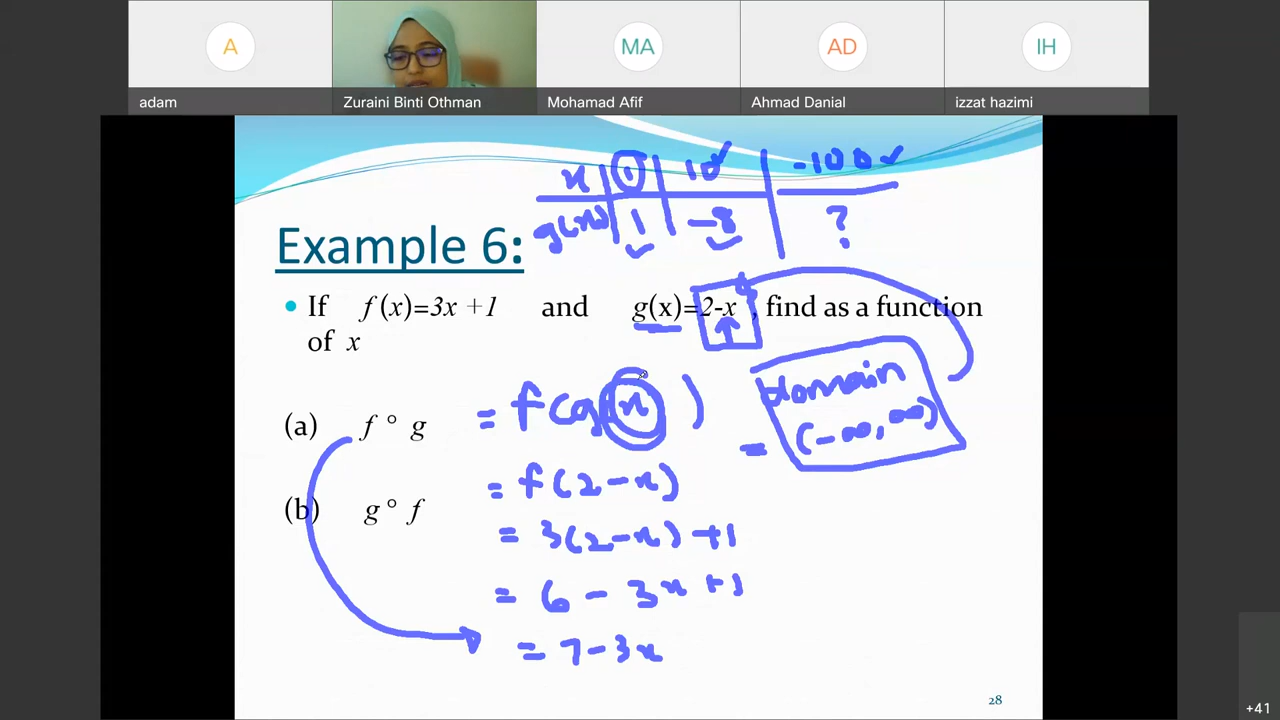 A MA AD IH
adam Zuraini Binti Othman Mohamad Afif Ahmad Danial izzat hazimi
x 1 10 -100
g(x) 1 -8 ?
Example 6:
If f (x)=3x +1 and g(x)=2-x , find as a function
of x
(a) f ° g = f(g(x))
Domain
= (-∞, ∞)
= f(2-x)
(b) g ° f
= 3(2-x) +1
= 6 - 3x +1
= 7-3x
28
+41